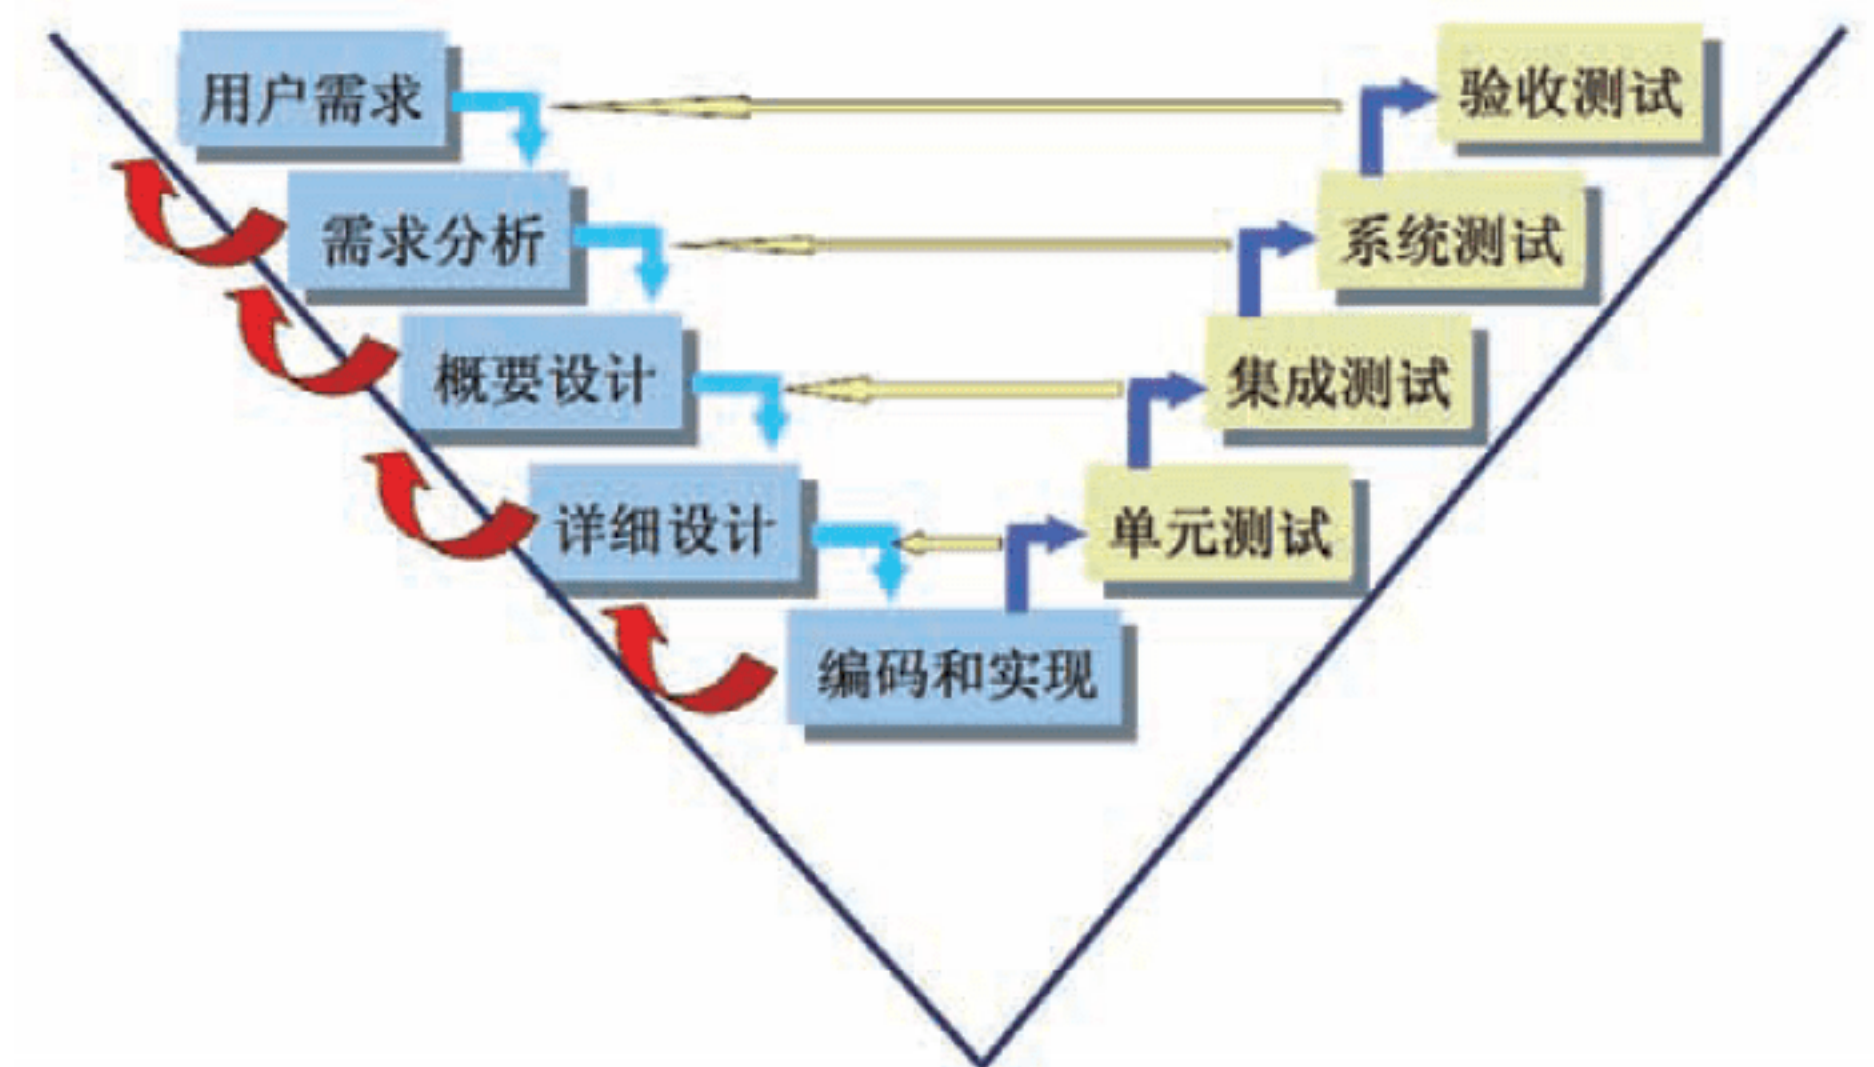 用户需求
验收测试
需求分析
系统测试
概要设计
集成测试
详细设计
单元测试
编码和实现